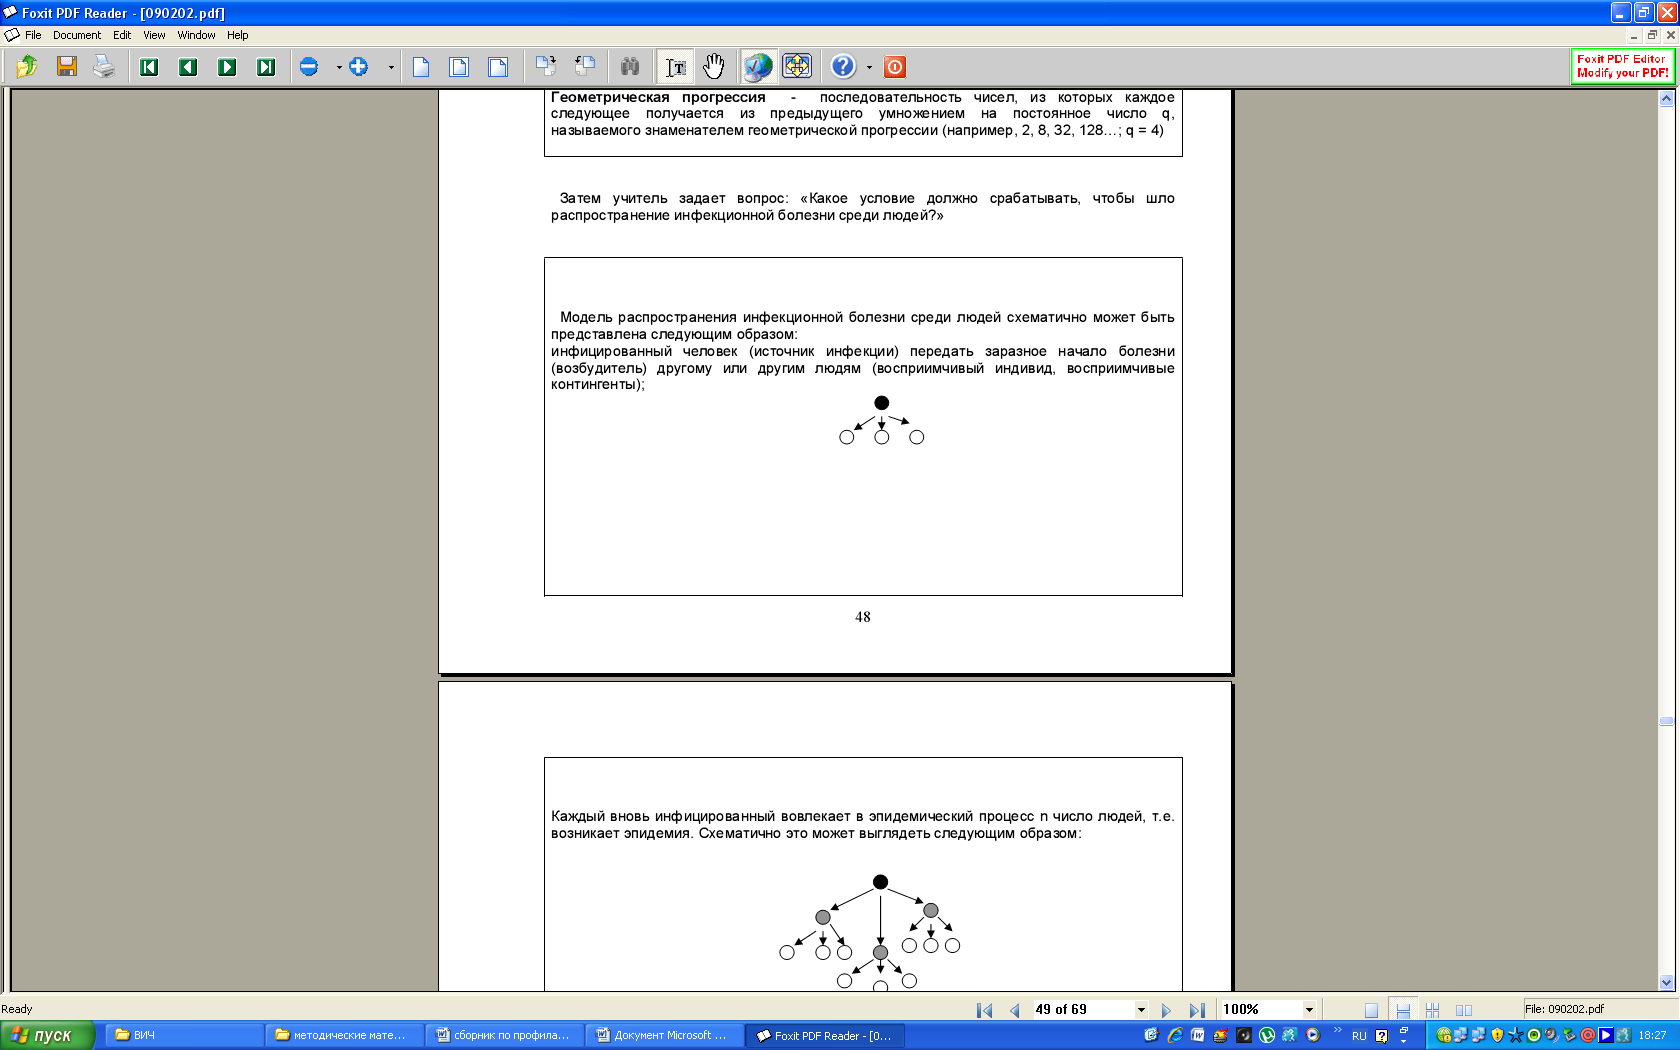 Foxit PDF Reader - [090202.pdf]
File Document Edit View Window Help
Foxit PDF Editor
Modify your PDF!
Геометрическая прогрессия - последовательность чисел, из которых каждое
следующее получается из предыдущего умножением на постоянное число q,
называемого знаменателем геометрической прогрессии (например, 2, 8, 32, 128…; q = 4)
Затем учитель задает вопрос: «Какое условие должно срабатывать, чтобы шло
распространение инфекционной болезни среди людей?»
Модель распространения инфекционной болезни среди людей схематично может быть
представлена следующим образом:
инфицированный человек (источник инфекции) передать заразное начало болезни
(возбудитель) другому или другим людям (восприимчивый индивид, восприимчивые
контингенты);
48
Каждый вновь инфицированный вовлекает в эпидемический процесс n число людей, т.е.
возникает эпидемия. Схематично это может выглядеть следующим образом:
Ready
49 of 69
100%
File: 090202.pdf
пуск
ВИЧ
методические мате...
сборник по профила...
Документ Microsoft ...
Foxit PDF Reader - [0...
RU
18:27